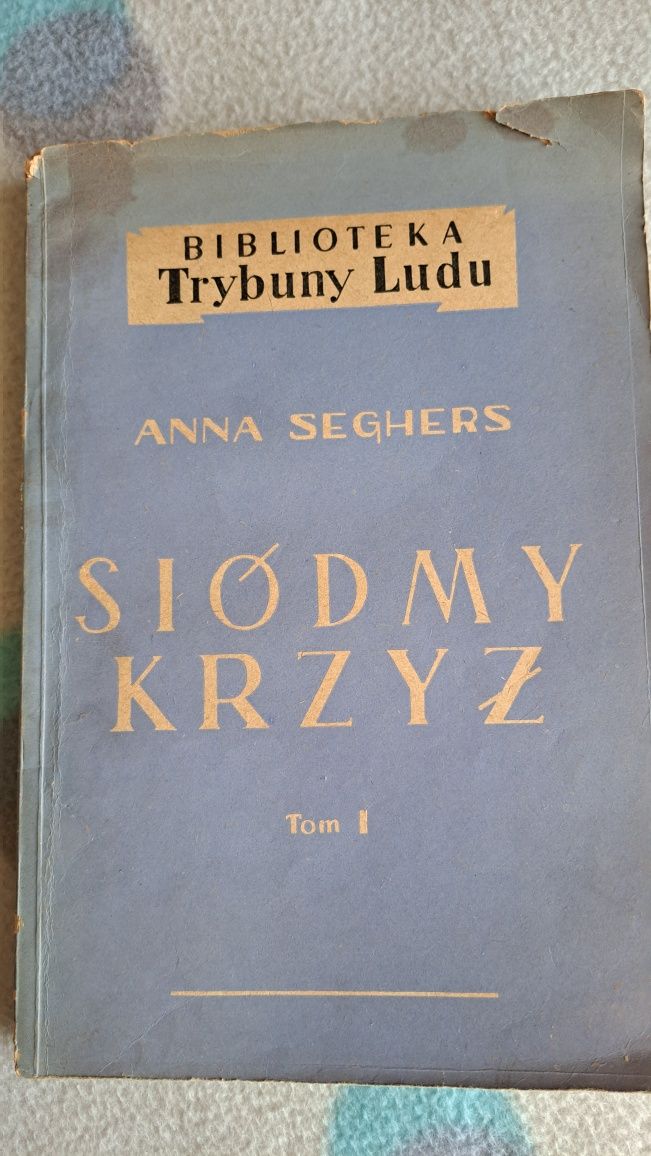 BIBLIOTEKA
Trybuny Ludu
ANNA SEGHERS
SIÓDMY
KRZYŻ
Tom I